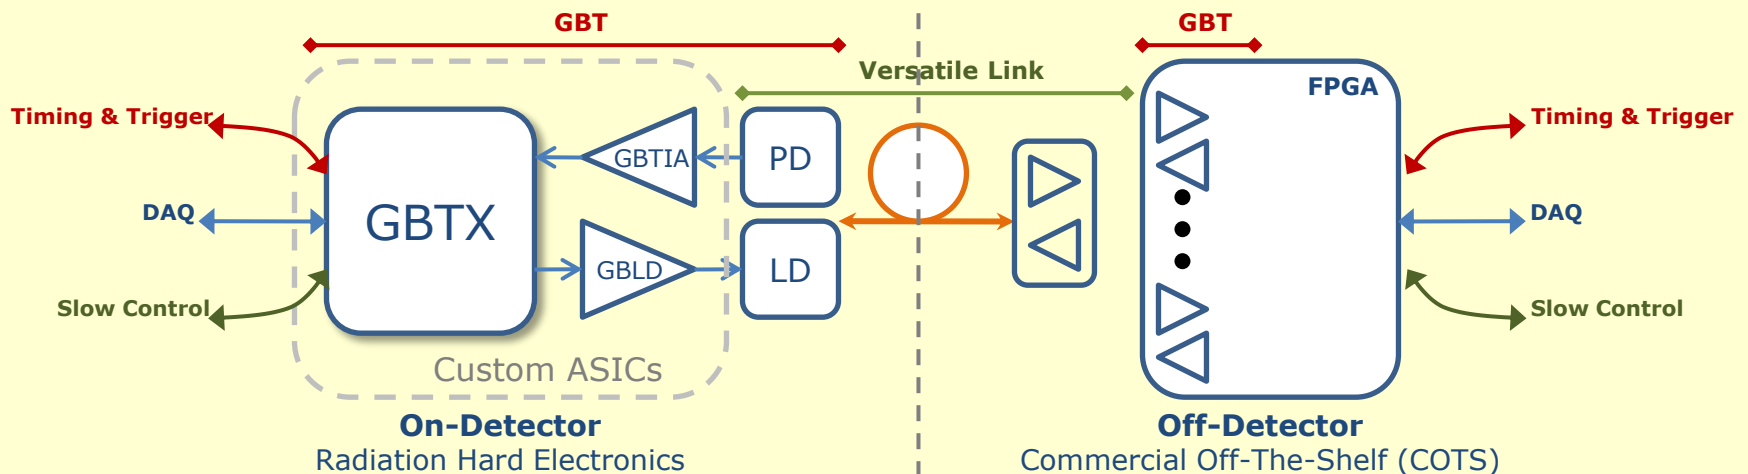 GBT
GBT
Versatile Link
FPGA
Timing & Trigger
Timing & Trigger
GBTIA
PD
DAQ
GBTX
DAQ
GBLD
LD
Slow Control
Slow Control
Custom ASICs
On-Detector
Off-Detector
Radiation Hard Electronics
Commercial Off-The-Shelf (COTS)